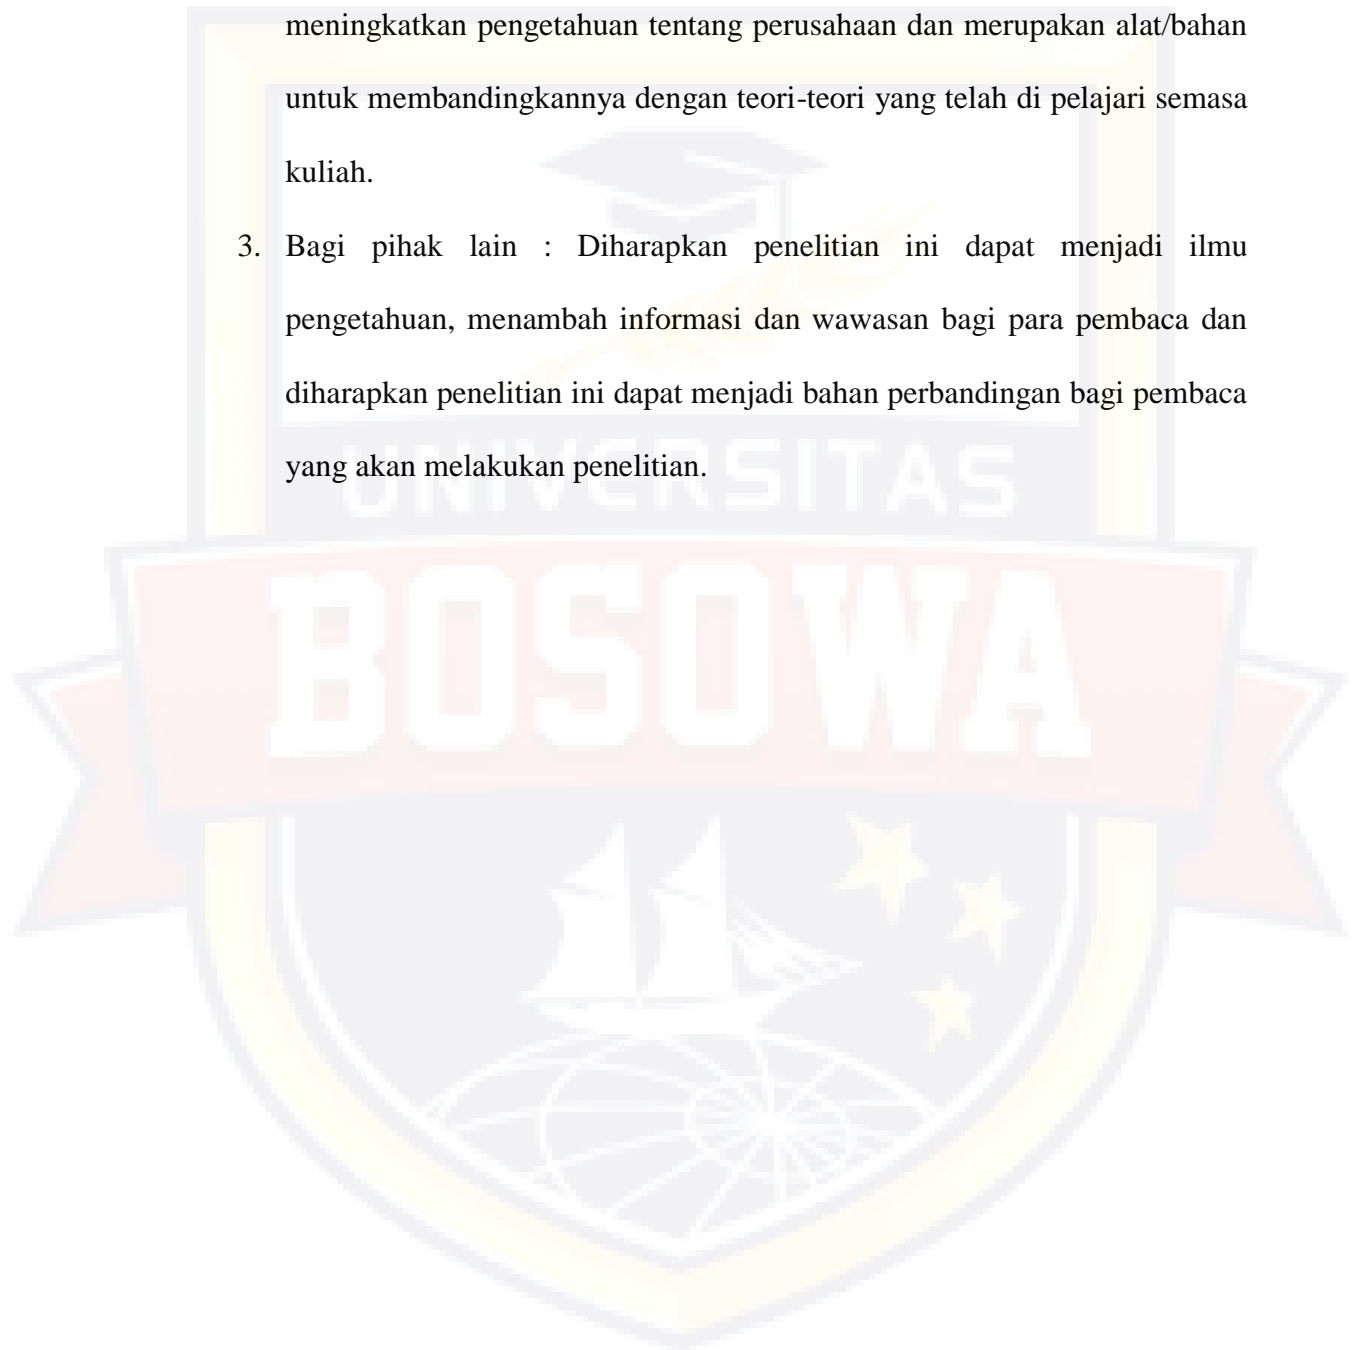 meningkatkan pengetahuan tentang perusahaan dan merupakan alat/bahan
untuk membandingkannya dengan teori-teori yang telah di pelajari semasa
kuliah.
3. Bagi pihak lain : Diharapkan penelitian ini dapat menjadi ilmu
pengetahuan, menambah informasi dan wawasan bagi para pembaca dan
diharapkan penelitian ini dapat menjadi bahan perbandingan bagi pembaca
yang akan melakukan penelitian.
UNIVERSITAS
BOSOWA